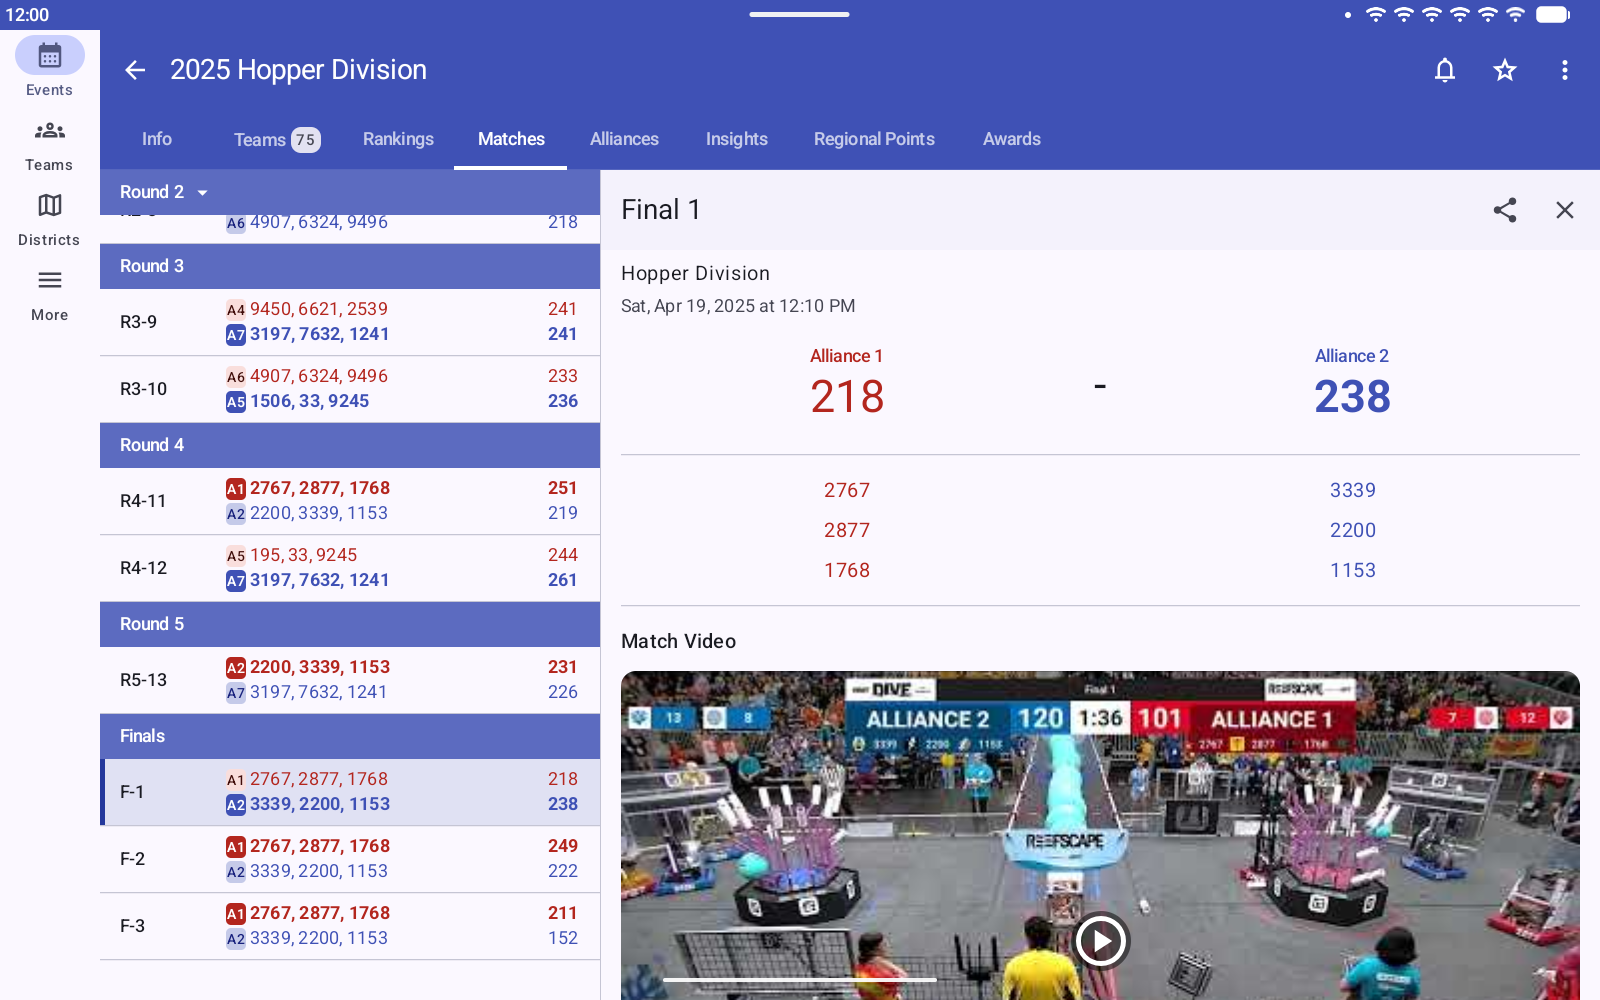 12:00
2025 Hopper Division
Events
Teams
Districts
More
Info
Teams 75
Rankings
Matches
Alliances
Insights
Regional Points
Awards
Round 2
A6 4907, 6324, 9496 218
Round 3
R3-9
A4 9450, 6621, 2539 241
A7 3197, 7632, 1241 241
R3-10
A6 4907, 6324, 9496 233
A5 1506, 33, 9245 236
Round 4
R4-11
A1 2767, 2877, 1768 251
A2 2200, 3339, 1153 219
R4-12
A5 195, 33, 9245 244
A7 3197, 7632, 1241 261
Round 5
R5-13
A2 2200, 3339, 1153 231
A7 3197, 7632, 1241 226
Finals
F-1
A1 2767, 2877, 1768 218
A2 3339, 2200, 1153 238
F-2
A1 2767, 2877, 1768 249
A2 3339, 2200, 1153 222
F-3
A1 2767, 2877, 1768 211
A2 3339, 2200, 1153 152
Final 1
Hopper Division
Sat, Apr 19, 2025 at 12:10 PM
Alliance 1
218
-
Alliance 2
238
2767 3339
2877 2200
1768 1153
Match Video
DIVE Final 1 REEFSCAPE
13 8 ALLIANCE 2 120 1:36 101 ALLIANCE 1 7 12
3339 2200 1153 2767 2877 1768
REEFSCAPE